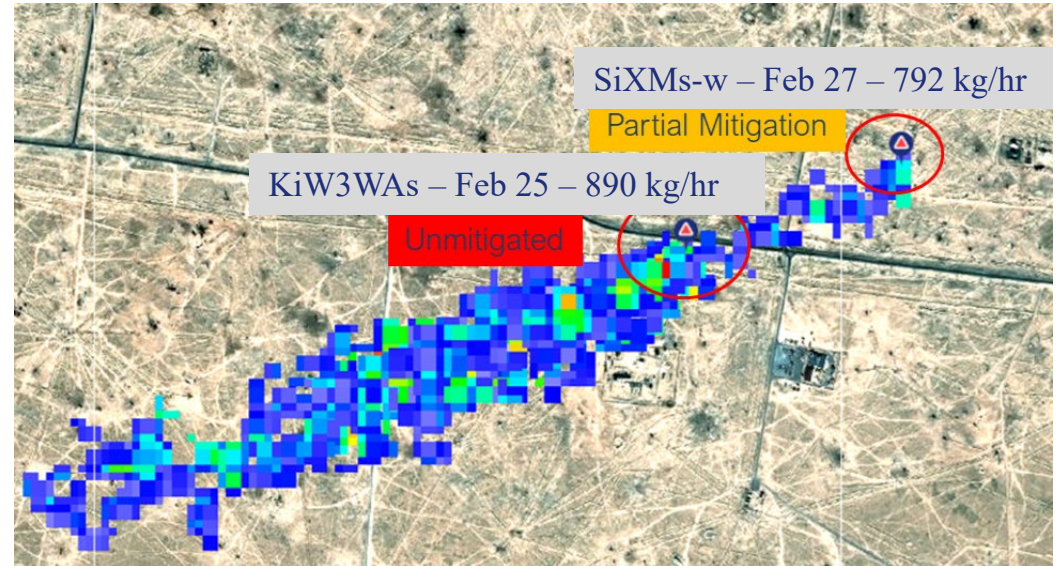 SiXMs-w – Feb 27 – 792 kg/hr
Partial Mitigation
KiW3WAs – Feb 25 – 890 kg/hr
Unmitigated